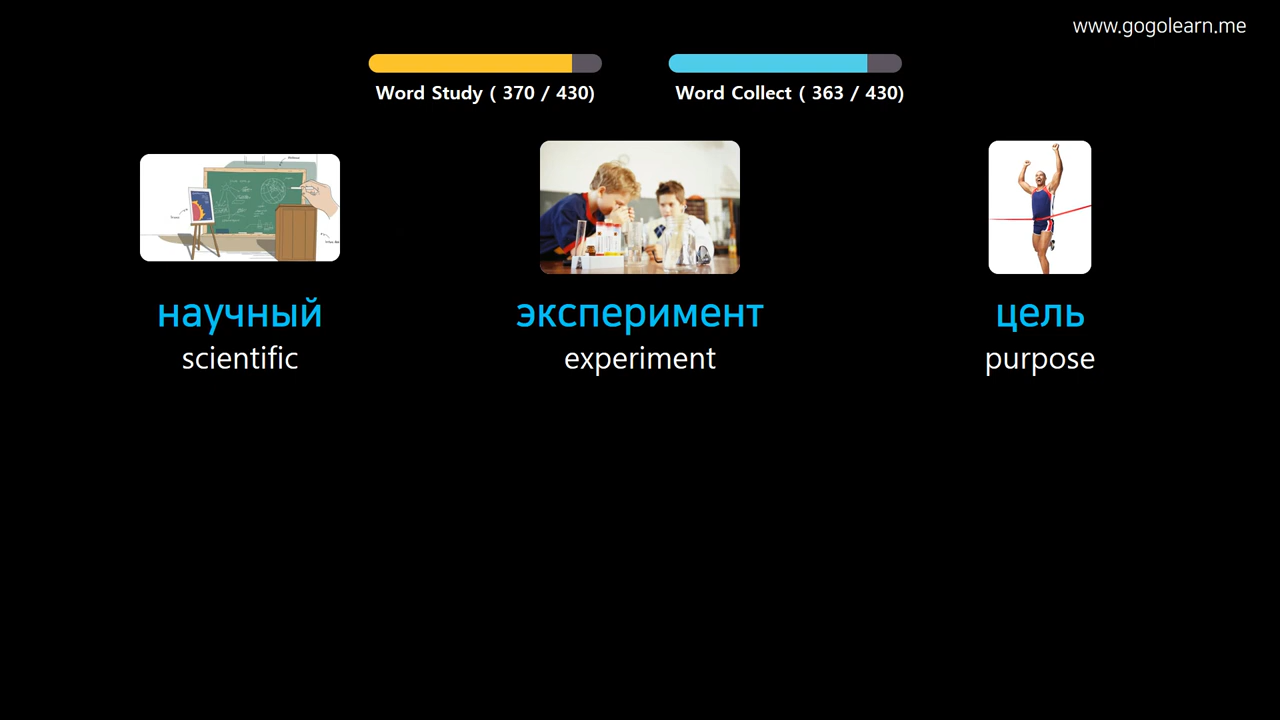 www.gogolearn.me
Word Study ( 370 / 430)
Word Collect ( 363 / 430)
научный
эксперимент
цель
scientific
experiment
purpose